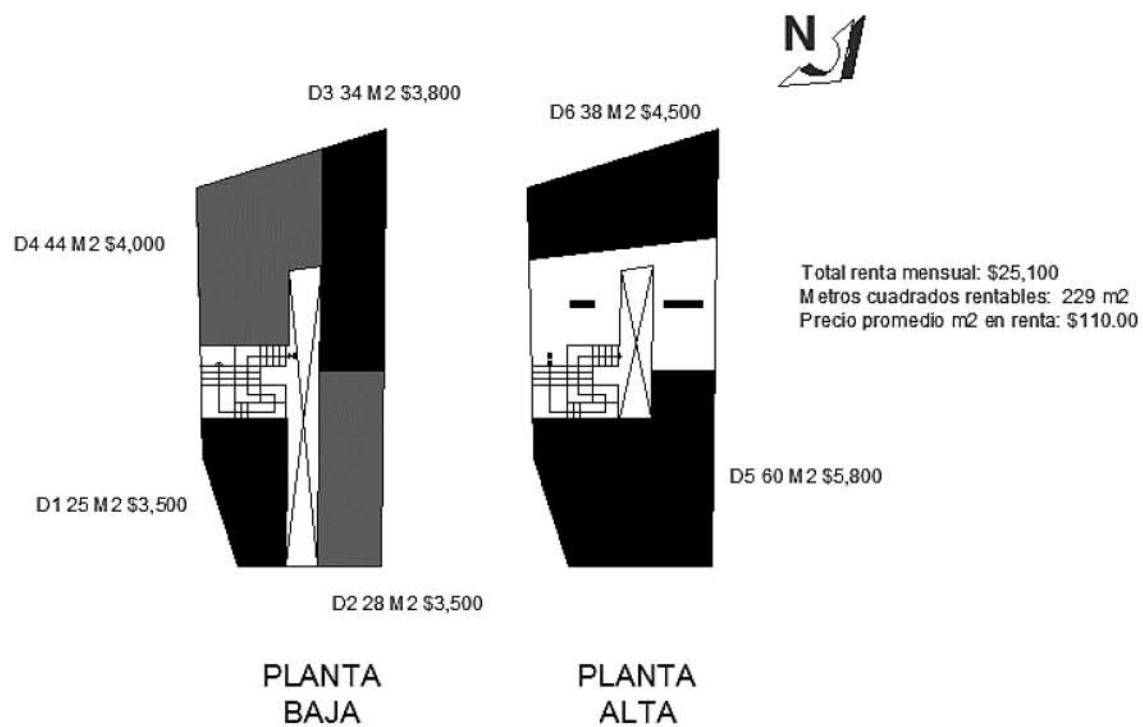 N
D3 34 M2 $3,800
D6 38 M2 $4,500
D4 44 M2 $4,000
Total renta mensual: $25,100
Metros cuadrados rentables: 229 m2
Precio promedio m2 en renta: $110.00
D1 25 M2 $3,500
D5 60 M2 $5,800
D2 28 M2 $3,500
PLANTA
BAJA
PLANTA
ALTA